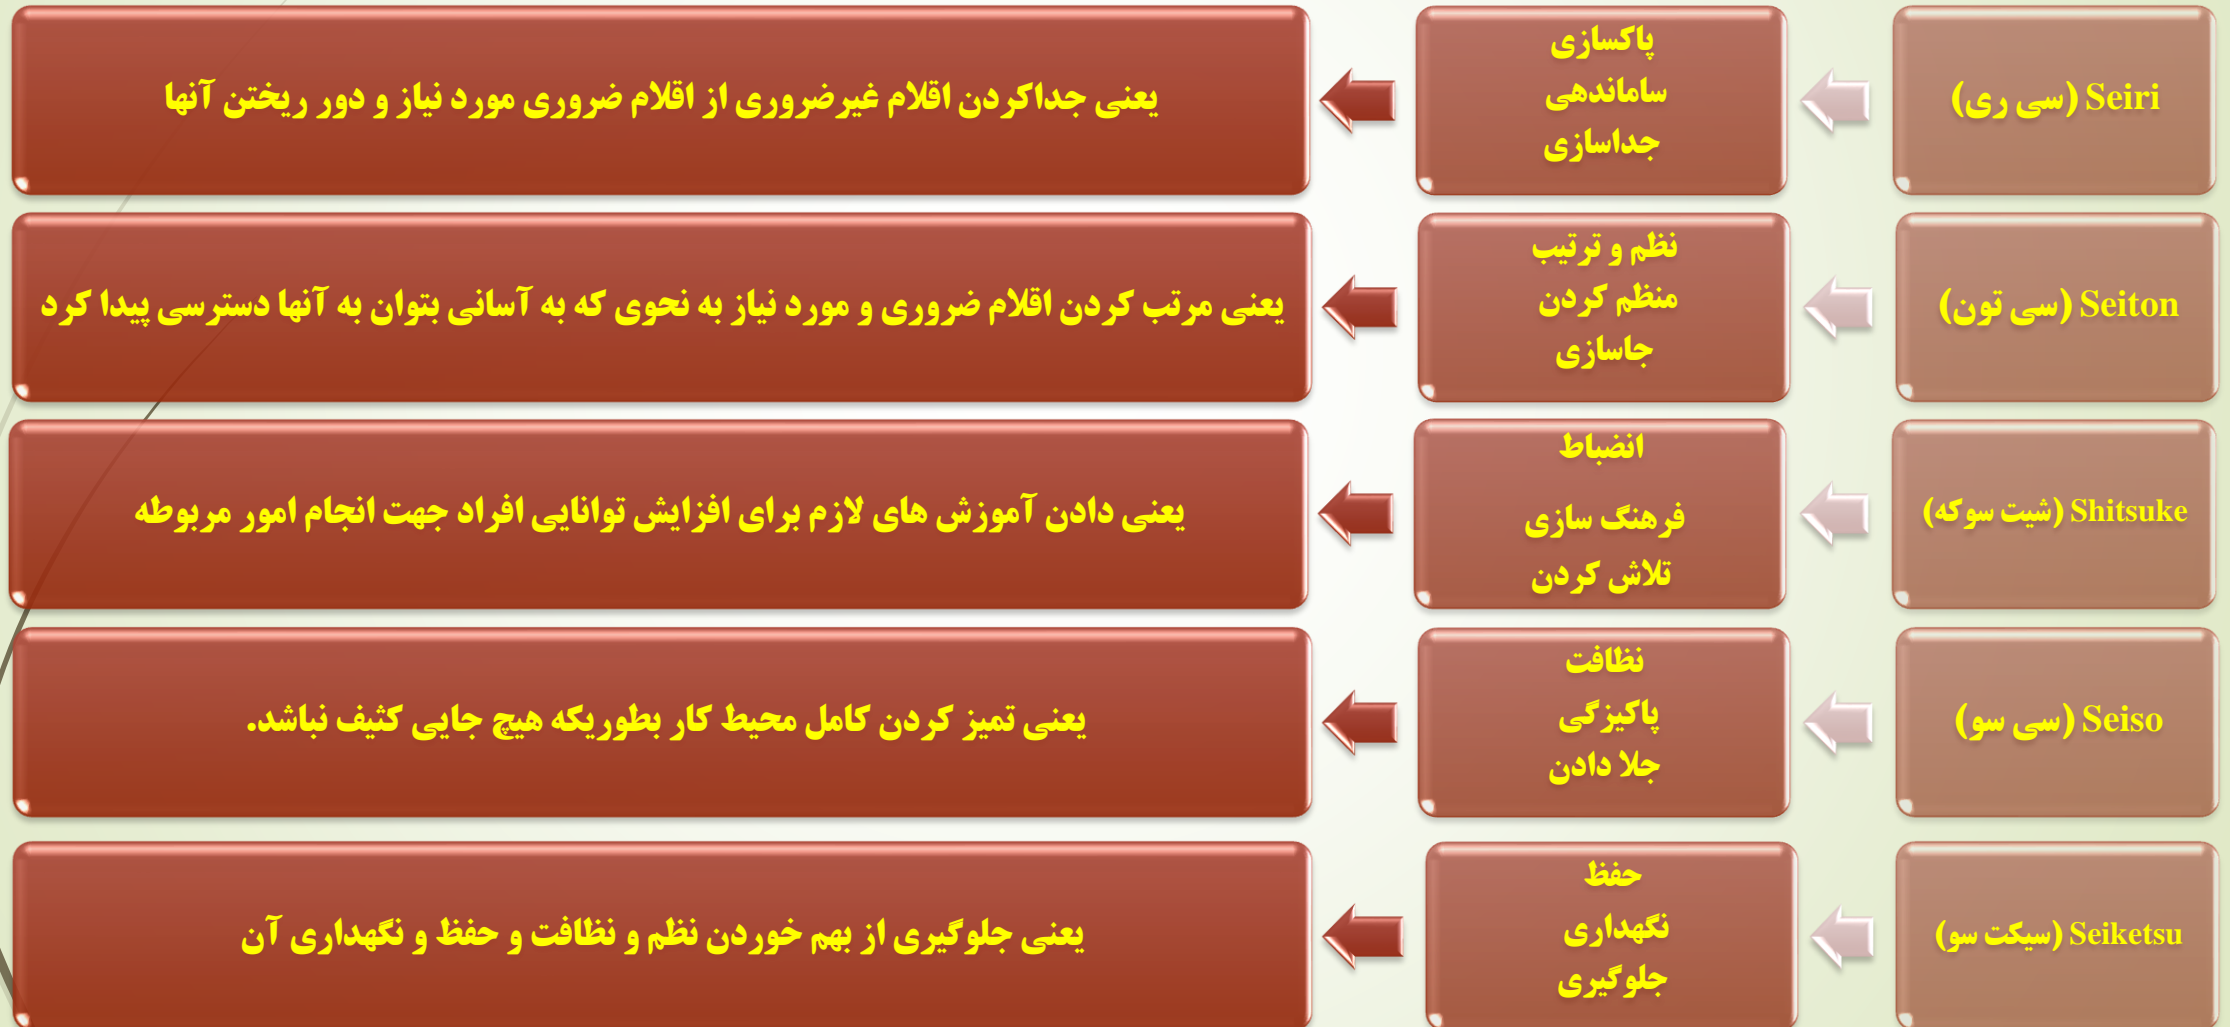 Seiri (سی ری)
پاکسازی
ساماندهی
جداسازی
یعنی جداکردن اقلام غیرضروری از اقلام ضروری مورد نیاز و دور ریختن آنها
Seiton (سی تون)
نظم و ترتیب
منظم کردن
جاسازی
یعنی مرتب کردن اقلام ضروری و مورد نیاز به نحوی که به آسانی بتوان به آنها دسترسی پیدا کرد
Shitsuke (شیت سوکه)
انضباط
فرهنگ سازی
تلاش کردن
یعنی دادن آموزش های لازم برای افزایش توانایی افراد جهت انجام امور مربوطه
Seiso (سی سو)
نظافت
پاکیزگی
جلا دادن
یعنی تمیز کردن کامل محیط کار بطوریکه هیچ جایی کثیف نباشد.
Seiketsu (سیکت سو)
حفظ
نگهداری
جلوگیری
یعنی جلوگیری از بهم خوردن نظم و نظافت و حفظ و نگهداری آن